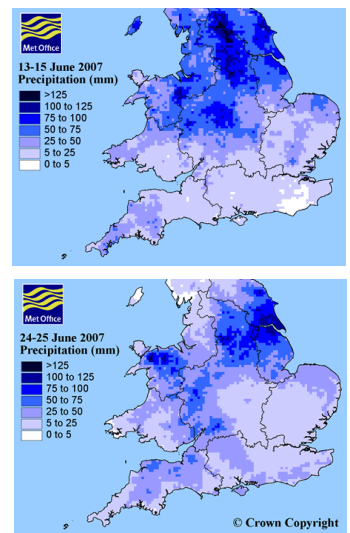 Met Office
13-15 June 2007
Precipitation (mm)
>125
100 to 125
75 to 100
50 to 75
25 to 50
5 to 25
0 to 5
Met Office
24-25 June 2007
Precipitation (mm)
>125
100 to 125
75 to 100
50 to 75
25 to 50
5 to 25
0 to 5
© Crown Copyright